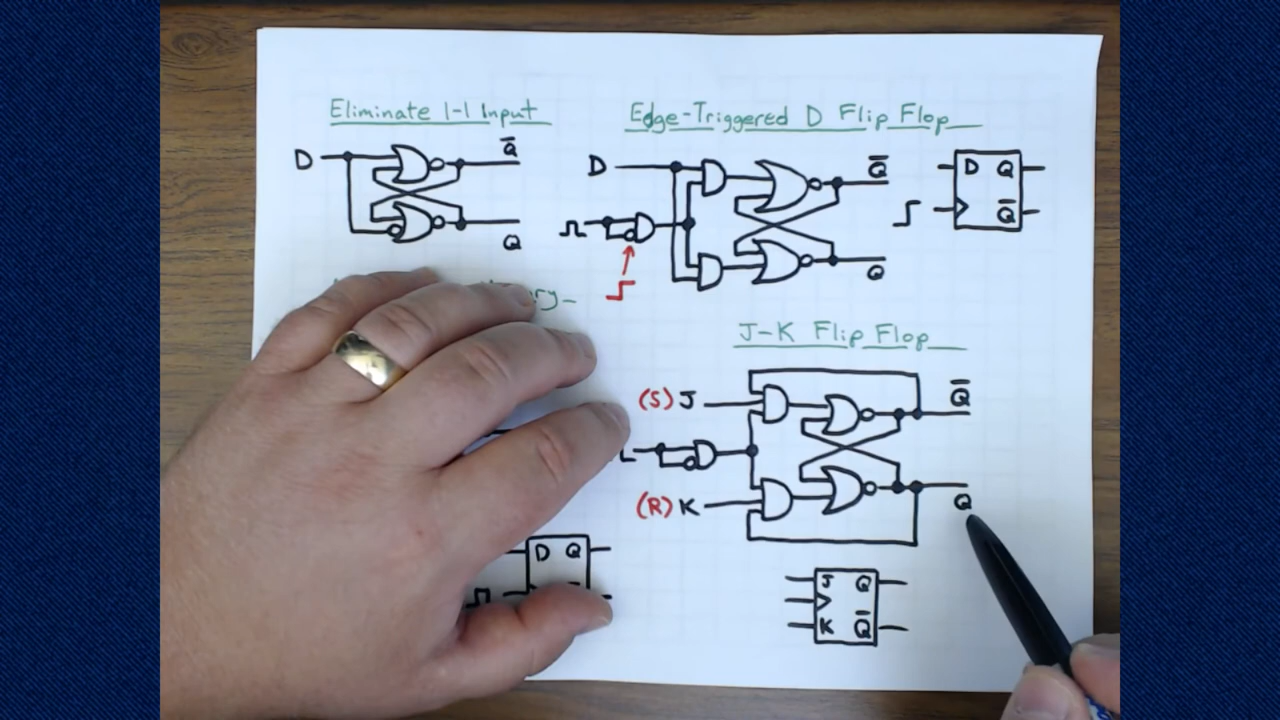 Eliminate 1-1 Input
D
Q̅
Q
Edge-Triggered D Flip Flop
D
Q̅
Q
D Q
Q̅
J-K Flip Flop
(S) J
Q̅
(R) K
Q
D Q
J Q
K Q̅